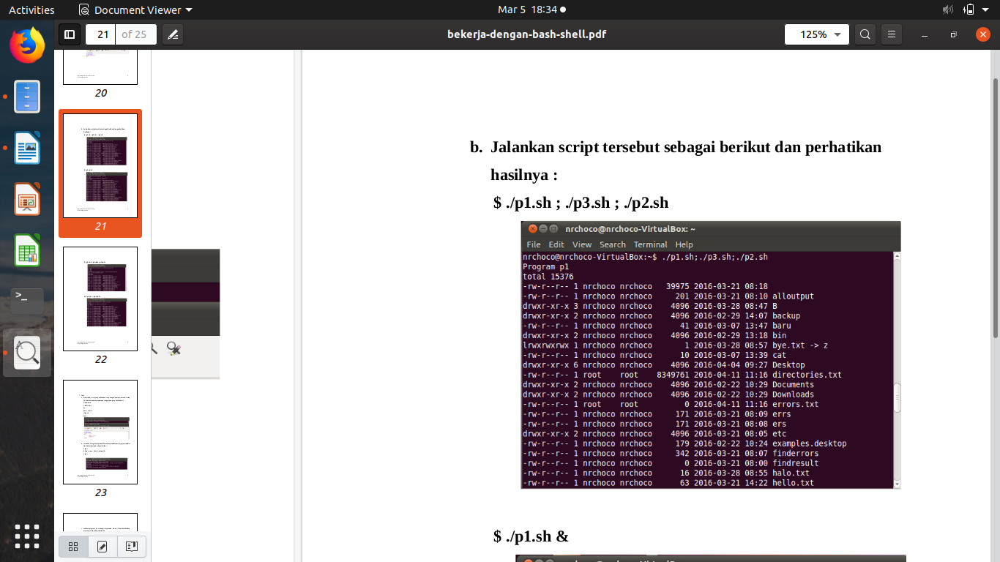 Activities
Document Viewer
Mar 5 18:34
21 of 25
bekerja-dengan-bash-shell.pdf
125%
20
21
22
23
b. Jalankan script tersebut sebagai berikut dan perhatikan
hasilnya :
$ ./p1.sh ; ./p3.sh ; ./p2.sh
nrchoco@nrchoco-VirtualBox: ~
File Edit View Search Terminal Help
nrchoco@nrchoco-VirtualBox:~$ ./p1.sh;./p3.sh;./p2.sh
Program p1
total 15376
-rw-r--r-- 1 nrchoco nrchoco 39975 2016-03-21 08:18
-rw-r--r-- 1 nrchoco nrchoco 201 2016-03-21 08:10 alloutput
drwxr-xr-x 3 nrchoco nrchoco 4096 2016-03-28 08:47 B
drwxr-xr-x 2 nrchoco nrchoco 4096 2016-02-29 14:07 backup
-rw-r--r-- 1 nrchoco nrchoco 41 2016-03-07 13:47 baru
drwxr-xr-x 2 nrchoco nrchoco 4096 2016-02-29 13:18 bin
lrwxrwxrwx 1 nrchoco nrchoco 1 2016-03-28 08:57 bye.txt -> z
-rw-r--r-- 1 nrchoco nrchoco 10 2016-03-07 13:39 cat
drwxr-xr-x 6 nrchoco nrchoco 4096 2016-04-04 09:27 Desktop
-rw-r--r-- 1 root root 8349761 2016-04-11 11:16 directories.txt
drwxr-xr-x 2 nrchoco nrchoco 4096 2016-02-22 10:29 Documents
drwxr-xr-x 2 nrchoco nrchoco 4096 2016-02-22 10:29 Downloads
-rw-r--r-- 1 root root 0 2016-04-11 11:16 errors.txt
-rw-r--r-- 1 nrchoco nrchoco 171 2016-03-21 08:09 errs
-rw-r--r-- 1 nrchoco nrchoco 171 2016-03-21 08:08 ers
drwxr-xr-x 2 nrchoco nrchoco 4096 2016-03-21 08:05 etc
-rw-r--r-- 1 nrchoco nrchoco 179 2016-02-22 10:24 examples.desktop
-rw-r--r-- 1 nrchoco nrchoco 342 2016-03-21 08:07 finderrors
-rw-r--r-- 1 nrchoco nrchoco 0 2016-03-21 08:00 findresult
-rw-r--r-- 1 nrchoco nrchoco 16 2016-03-28 08:55 halo.txt
-rw-r--r-- 1 nrchoco nrchoco 63 2016-03-21 14:22 hello.txt
$ ./p1.sh &